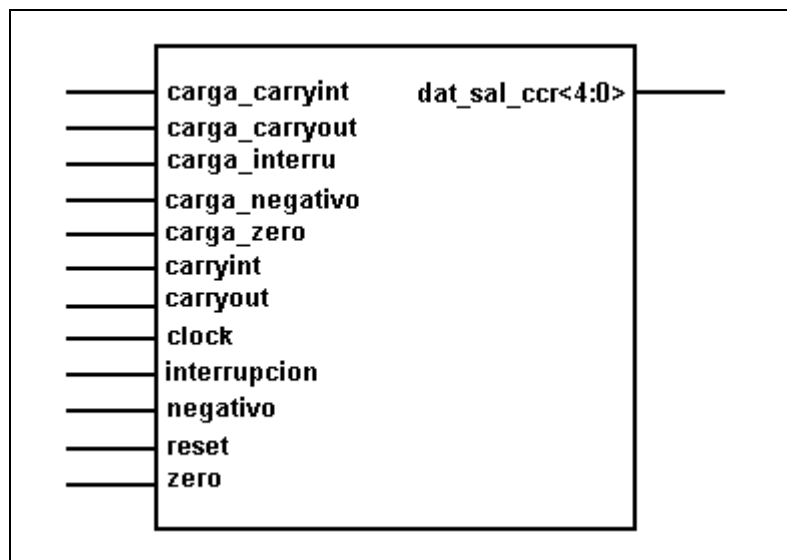 carga_carryint dat_sal_ccr<4:0>
carga_carryout
carga_interru
carga_negativo
carga_zero
carryint
carryout
clock
interrupcion
negativo
reset
zero